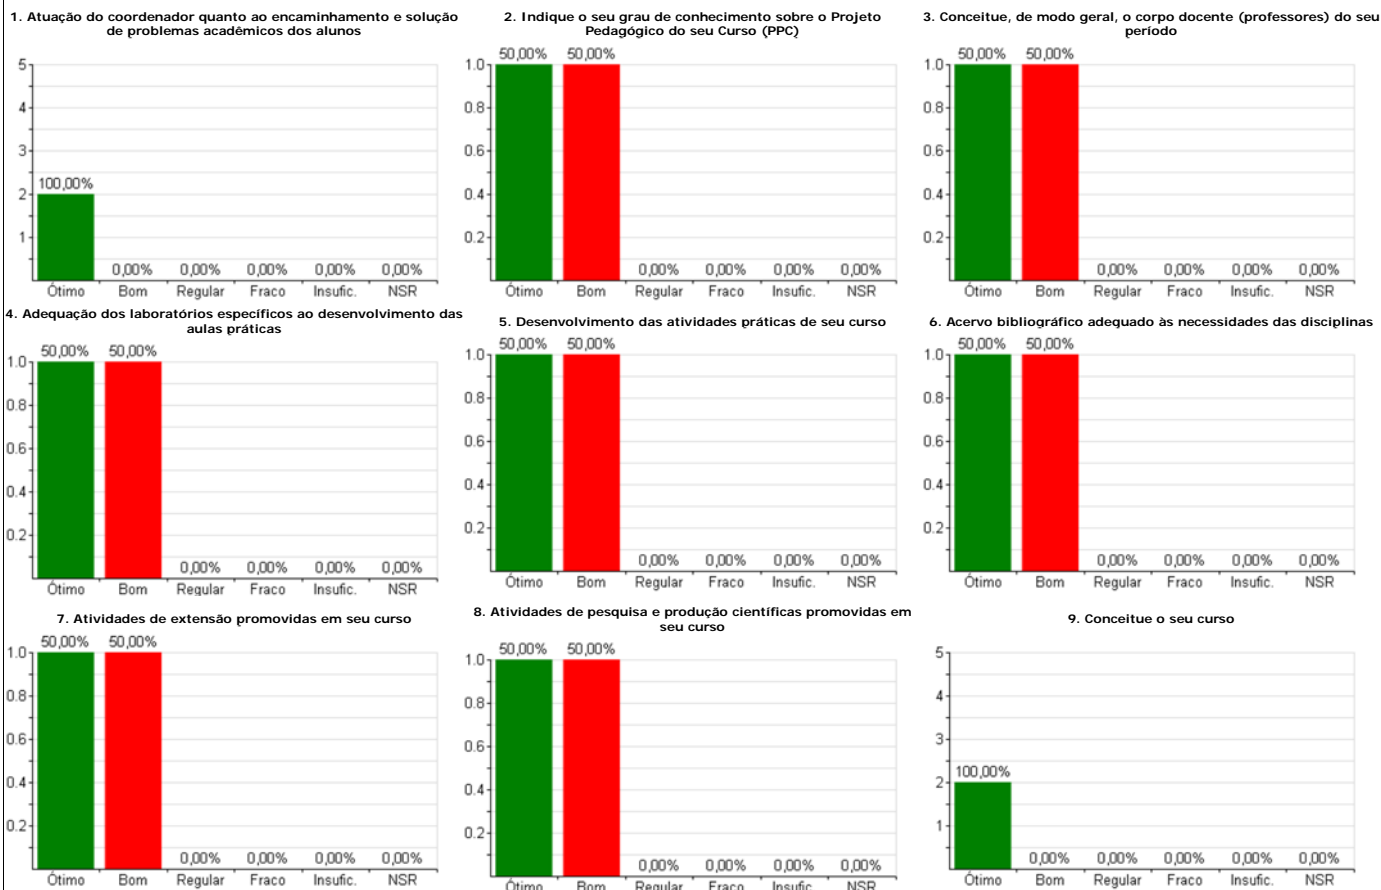 1. Atuação do coordenador quanto ao encaminhamento e solução
de problemas acadêmicos dos alunos
5
4
3
2
1
100,00%
0,00% 0,00% 0,00% 0,00% 0,00%
Ótimo Bom Regular Fraco Insufic. NSR
2. Indique o seu grau de conhecimento sobre o Projeto
Pedagógico do seu Curso (PPC)
50,00% 50,00%
1.0
0.8
0.6
0.4
0.2
0,00% 0,00% 0,00% 0,00%
Ótimo Bom Regular Fraco Insufic. NSR
3. Conceitue, de modo geral, o corpo docente (professores) do seu
período
50,00% 50,00%
1.0
0.8
0.6
0.4
0.2
0,00% 0,00% 0,00% 0,00%
Ótimo Bom Regular Fraco Insufic. NSR
4. Adequação dos laboratórios específicos ao desenvolvimento das
aulas práticas
50,00% 50,00%
1.0
0.8
0.6
0.4
0.2
0,00% 0,00% 0,00% 0,00%
Ótimo Bom Regular Fraco Insufic. NSR
5. Desenvolvimento das atividades práticas de seu curso
50,00% 50,00%
1.0
0.8
0.6
0.4
0.2
0,00% 0,00% 0,00% 0,00%
Ótimo Bom Regular Fraco Insufic. NSR
6. Acervo bibliográfico adequado às necessidades das disciplinas
50,00% 50,00%
1.0
0.8
0.6
0.4
0.2
0,00% 0,00% 0,00% 0,00%
Ótimo Bom Regular Fraco Insufic. NSR
7. Atividades de extensão promovidas em seu curso
50,00% 50,00%
1.0
0.8
0.6
0.4
0.2
0,00% 0,00% 0,00% 0,00%
Ótimo Bom Regular Fraco Insufic. NSR
8. Atividades de pesquisa e produção científicas promovidas em
seu curso
50,00% 50,00%
1.0
0.8
0.6
0.4
0.2
0,00% 0,00% 0,00% 0,00%
Ótimo Bom Regular Fraco Insufic. NSR
9. Conceitue o seu curso
5
4
3
2
1
100,00%
0,00% 0,00% 0,00% 0,00% 0,00%
Ótimo Bom Regular Fraco Insufic. NSR